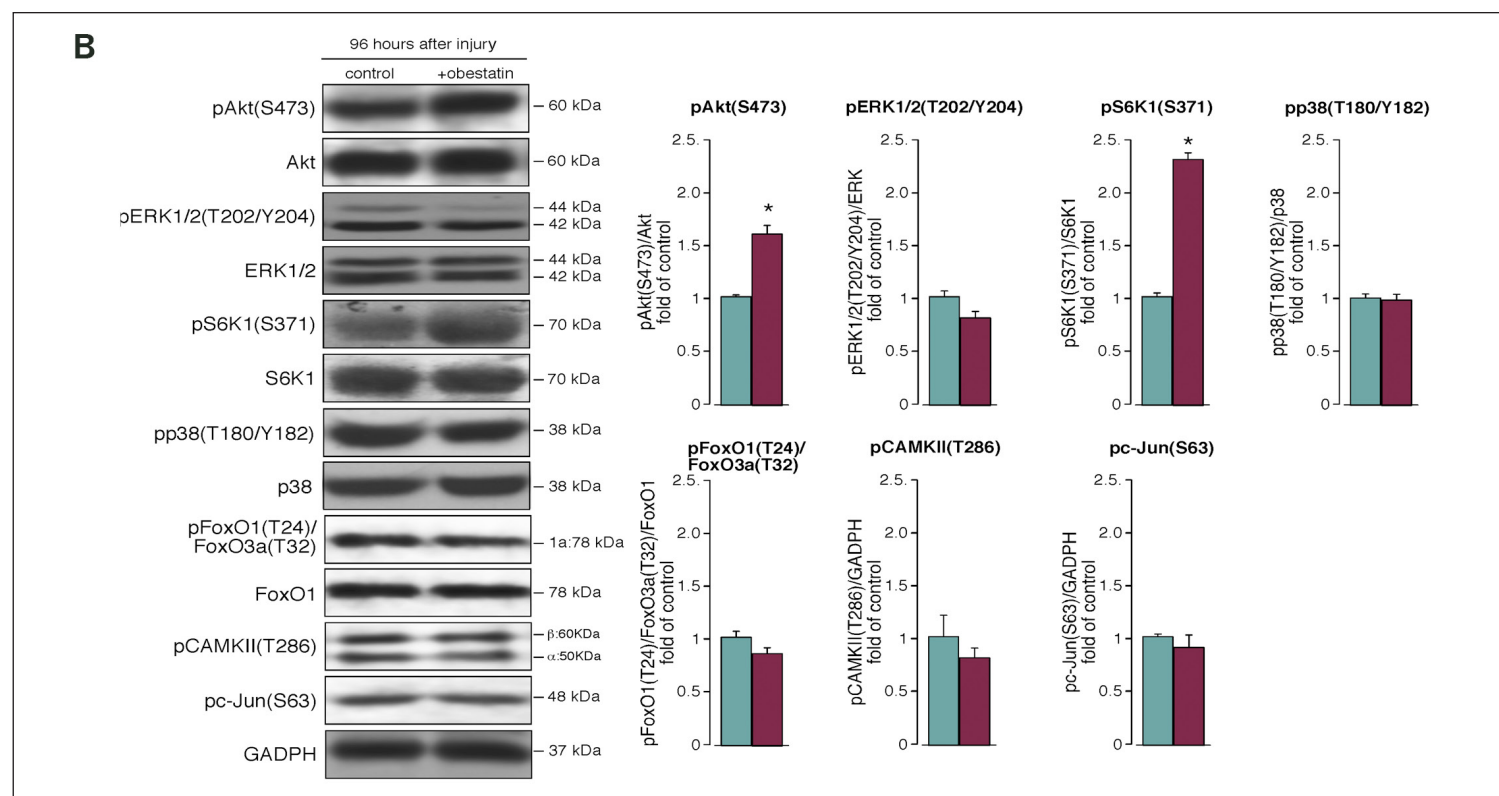 B
96 hours after injury
control +obestatin
pAkt(S473) – 60 kDa
Akt – 60 kDa
pERK1/2(T202/Y204) – 44 kDa
– 42 kDa
ERK1/2 – 44 kDa
– 42 kDa
pS6K1(S371) – 70 kDa
S6K1 – 70 kDa
pp38(T180/Y182) – 38 kDa
p38 – 38 kDa
pFoxO1(T24)/
FoxO3a(T32) – 1a:78 kDa
FoxO1 – 78 kDa
pCAMKII(T286) – β:60KDa
– α:50KDa
pc-Jun(S63) – 48 kDa
GADPH – 37 kDa
pAkt(S473)
pAkt(S473)/Akt
fold of control
2.5
2.0
*
1.5
1
0.5
0
pERK1/2(T202/Y204)
pERK1/2(T202/Y204)/ERK
fold of control
2.5
2.0
1.5
1
0.5
0
pS6K1(S371)
pS6K1(S371)/S6K1
fold of control
2.5
*
2.0
1.5
1
0.5
0
pp38(T180/Y182)
pp38(T180/Y182)/p38
fold of control
2.5
2.0
1.5
1
0.5
0
pFoxO1(T24)/
FoxO3a(T32)
pFoxO1(T24)/FoxO3a(T32)/FoxO1
fold of control
2.5
2.0
1.5
1
0.5
0
pCAMKII(T286)
pCAMKII(T286)/GADPH
fold of control
2.5
2.0
1.5
1
0.5
0
pc-Jun(S63)
pc-Jun(S63)/GADPH
fold of control
2.5
2.0
1.5
1
0.5
0